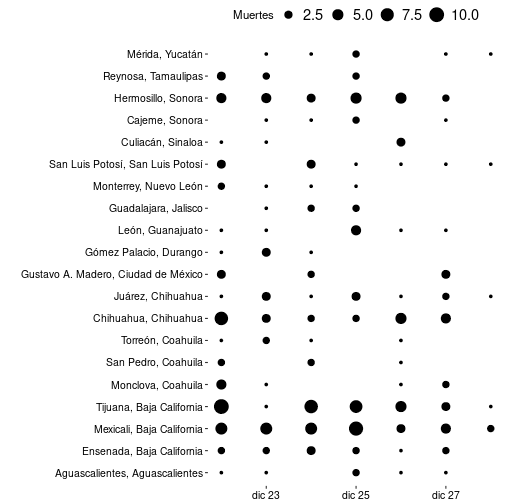 Muertes 2.5 5.0 7.5 10.0
Mérida, Yucatán
Reynosa, Tamaulipas
Hermosillo, Sonora
Cajeme, Sonora
Culiacán, Sinaloa
San Luis Potosí, San Luis Potosí
Monterrey, Nuevo León
Guadalajara, Jalisco
León, Guanajuato
Gómez Palacio, Durango
Gustavo A. Madero, Ciudad de México
Juárez, Chihuahua
Chihuahua, Chihuahua
Torreón, Coahuila
San Pedro, Coahuila
Monclova, Coahuila
Tijuana, Baja California
Mexicali, Baja California
Ensenada, Baja California
Aguascalientes, Aguascalientes
dic 23 dic 25 dic 27